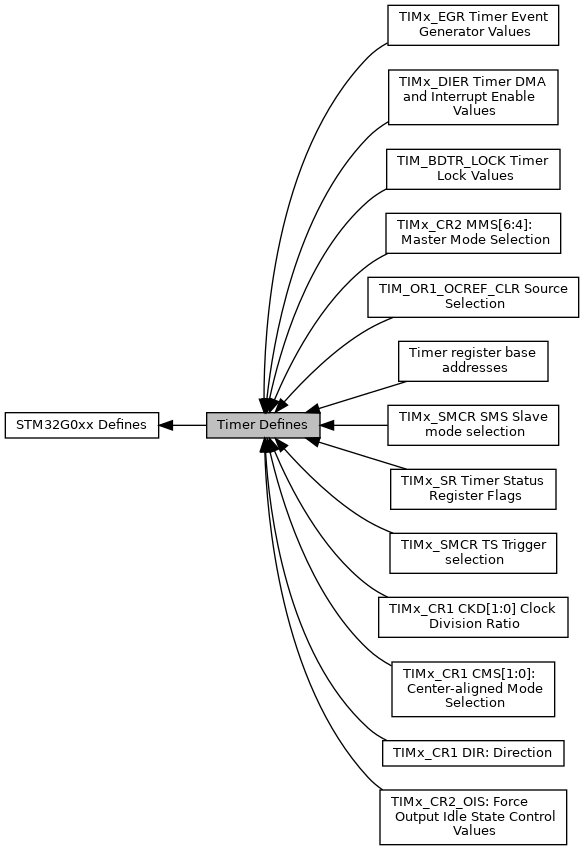 TIMx_EGR Timer Event
Generator Values
TIMx_DIER Timer DMA
and Interrupt Enable
Values
TIM_BDTR_LOCK Timer
Lock Values
TIMx_CR2 MMS[6:4]:
Master Mode Selection
TIM_OR1_OCREF_CLR Source
Selection
Timer register base
addresses
STM32G0xx Defines
Timer Defines
TIMx_SMCR SMS Slave
mode selection
TIMx_SR Timer Status
Register Flags
TIMx_SMCR TS Trigger
selection
TIMx_CR1 CKD[1:0] Clock
Division Ratio
TIMx_CR1 CMS[1:0]:
Center-aligned Mode
Selection
TIMx_CR1 DIR: Direction
TIMx_CR2_OIS: Force
Output Idle State Control
Values